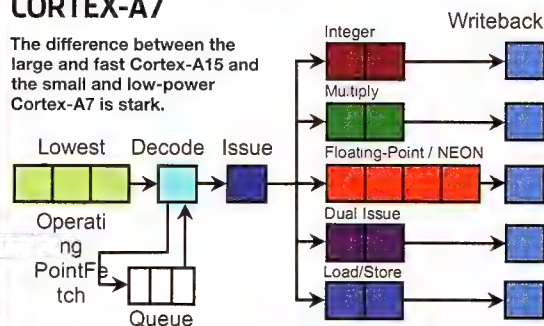 CORTEX-A7
The difference between the
large and fast Cortex-A15 and
the small and low-power
Cortex-A7 is stark.
Lowest
Decode
Issue
Operati
ng
PointFe
tch
Queue
Integer
Mu.tiply
Floating-Point / NEON
Dual Issue
Load/Store
Writeback